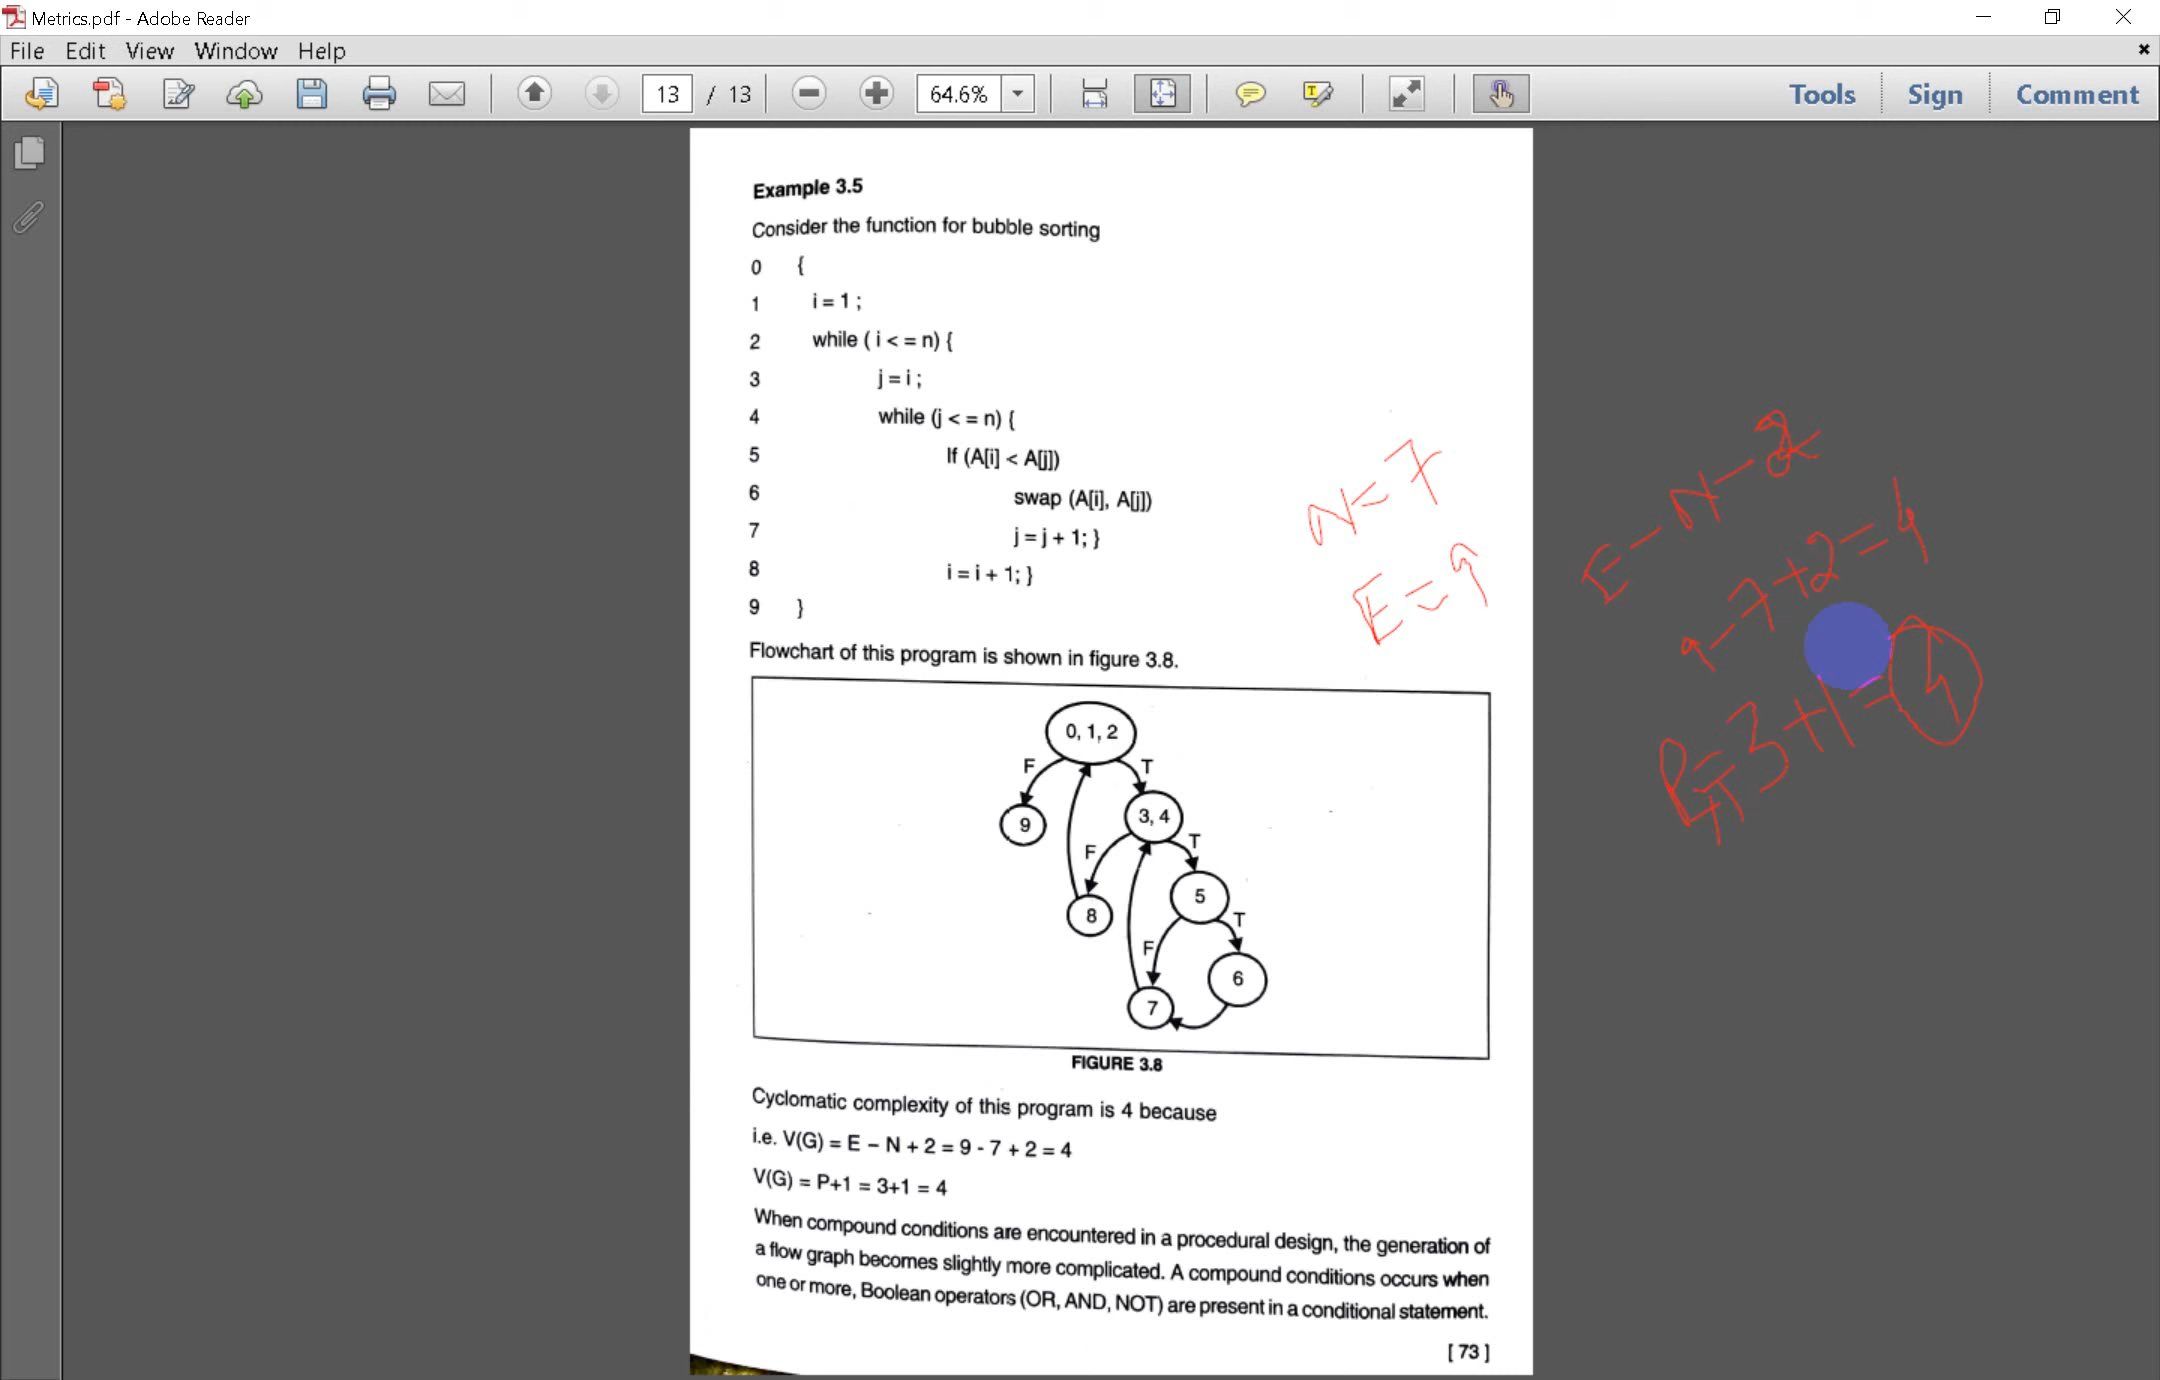 Metrics.pdf - Adobe Reader
File Edit View Window Help
13 / 13 64.6% Tools Sign Comment
Example 3.5
Consider the function for bubble sorting
0 {
1 i = 1 ;
2 while ( i < = n) {
3 j = i ;
4 while (j < = n) {
5 If (A[i] < A[j])
6 swap (A[i], A[j])
7 j = j + 1; }
8 i = i + 1; }
9 }
N = 7
E = 9
E - N - 2
9 - 7 + 2 = 4
P = 3 + 1 = 4
Flowchart of this program is shown in figure 3.8.
0, 1, 2
F T
9 3, 4
F T
8 5
F T
7 6
FIGURE 3.8
Cyclomatic complexity of this program is 4 because
i.e. V(G) = E – N + 2 = 9 - 7 + 2 = 4
V(G) = P+1 = 3+1 = 4
When compound conditions are encountered in a procedural design, the generation of
a flow graph becomes slightly more complicated. A compound conditions occurs when
one or more, Boolean operators (OR, AND, NOT) are present in a conditional statement.
[ 73 ]